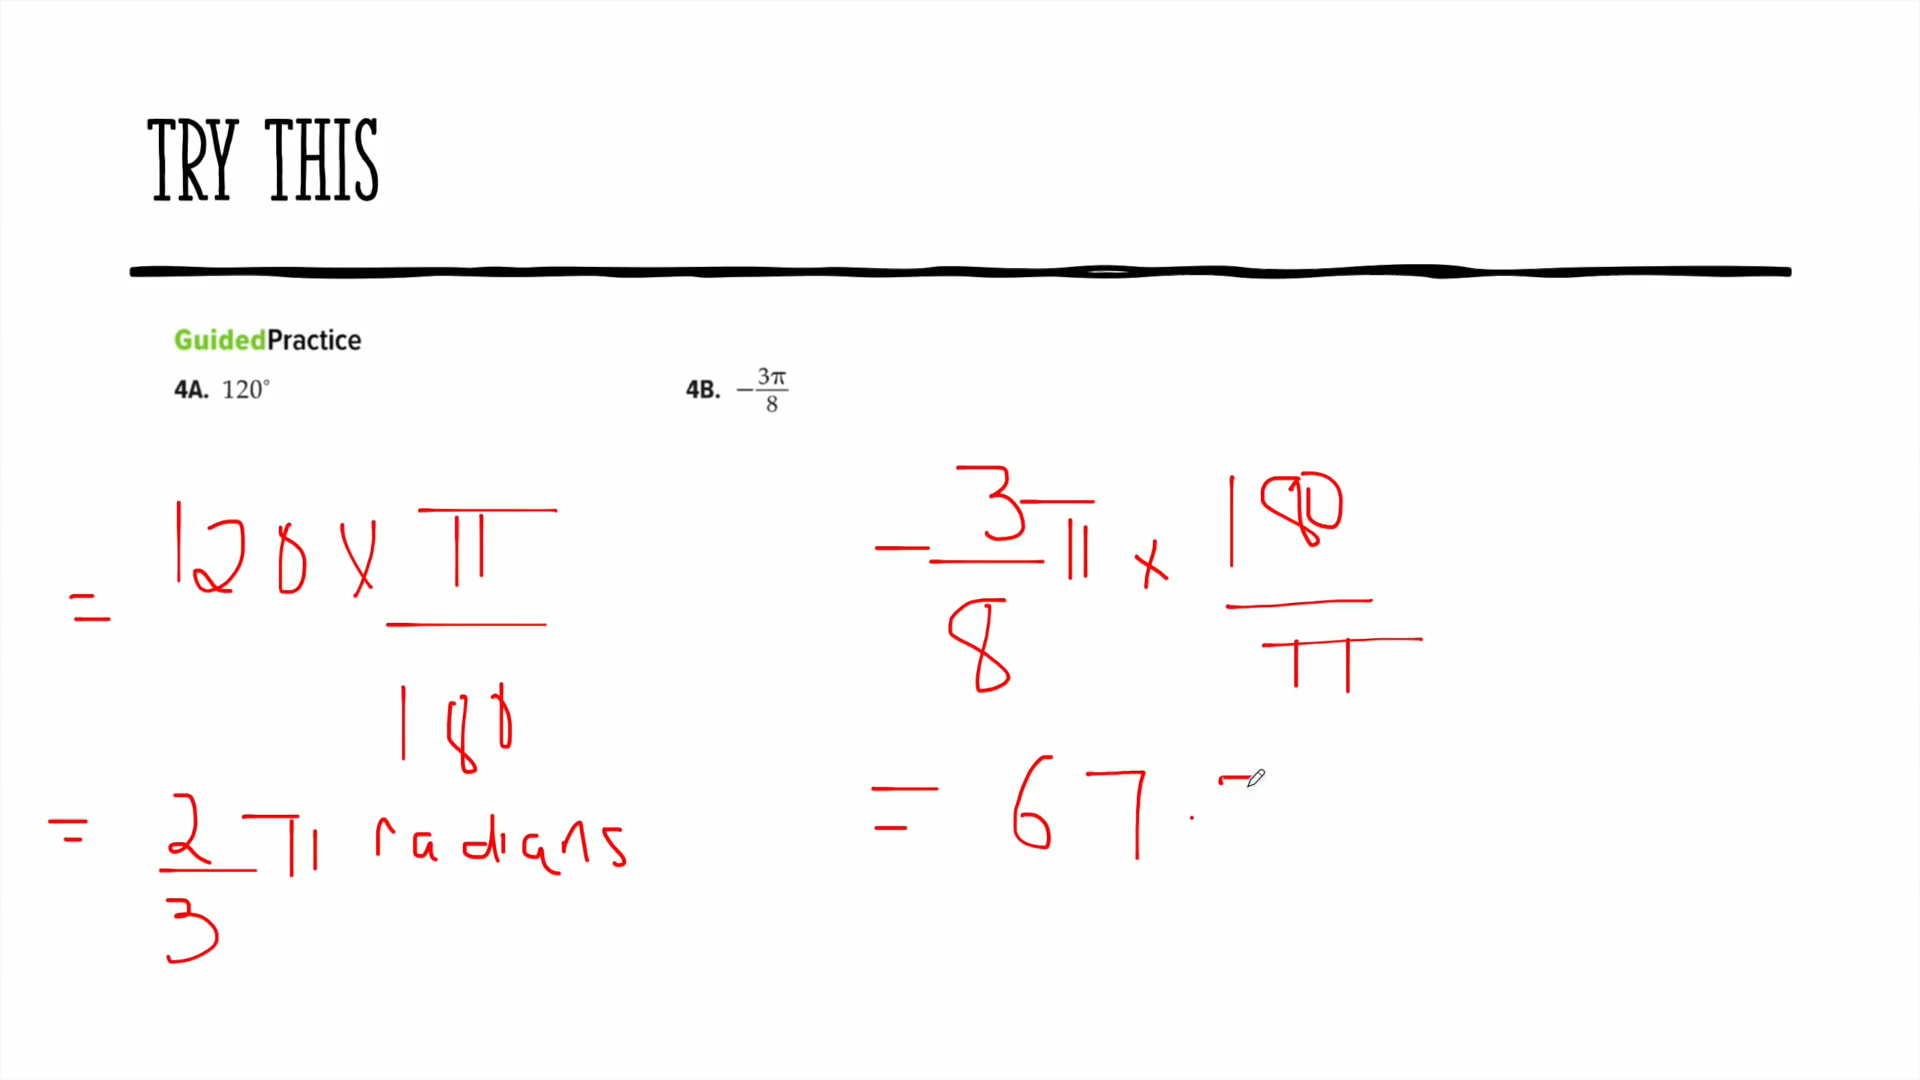 TRY THIS
GuidedPractice
4A. 120°
4B. -3π/8
= 120 x π/180
= 2/3 π radians
-3/8 π x 180/π
= 67.